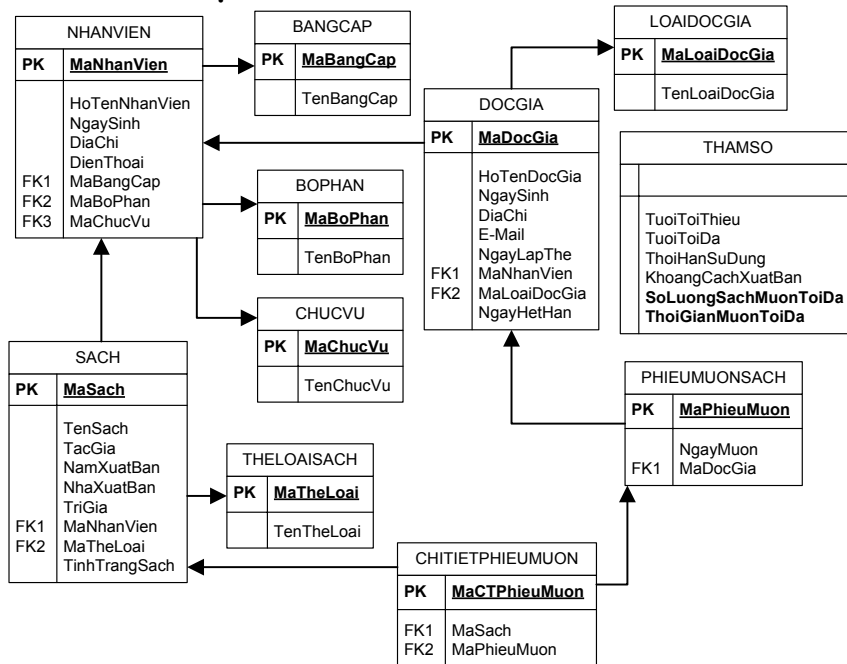 NHANVIEN
PK MaNhanVien
HoTenNhanVien
NgaySinh
DiaChi
DienThoai
FK1 MaBangCap
FK2 MaBoPhan
FK3 MaChucVu
BANGCAP
PK MaBangCap
TenBangCap
LOAIDOCGIA
PK MaLoaiDocGia
TenLoaiDocGia
DOCGIA
PK MaDocGia
HoTenDocGia
NgaySinh
DiaChi
E-Mail
NgayLapThe
FK1 MaNhanVien
FK2 MaLoaiDocGia
NgayHetHan
THAMSO
TuoiToiThieu
TuoiToiDa
ThoiHanSuDung
KhoangCachXuatBan
SoLuongSachMuonToiDa
ThoiGianMuonToiDa
BOPHAN
PK MaBoPhan
TenBoPhan
CHUCVU
PK MaChucVu
TenChucVu
SACH
PK MaSach
TenSach
TacGia
NamXuatBan
NhaXuatBan
TriGia
FK1 MaNhanVien
FK2 MaTheLoai
TinhTrangSach
THELOAISACH
PK MaTheLoai
TenTheLoai
PHIEUMUONSACH
PK MaPhieuMuon
NgayMuon
FK1 MaDocGia
CHITIETPHIEUMUON
PK MaCTPhieuMuon
FK1 MaSach
FK2 MaPhieuMuon